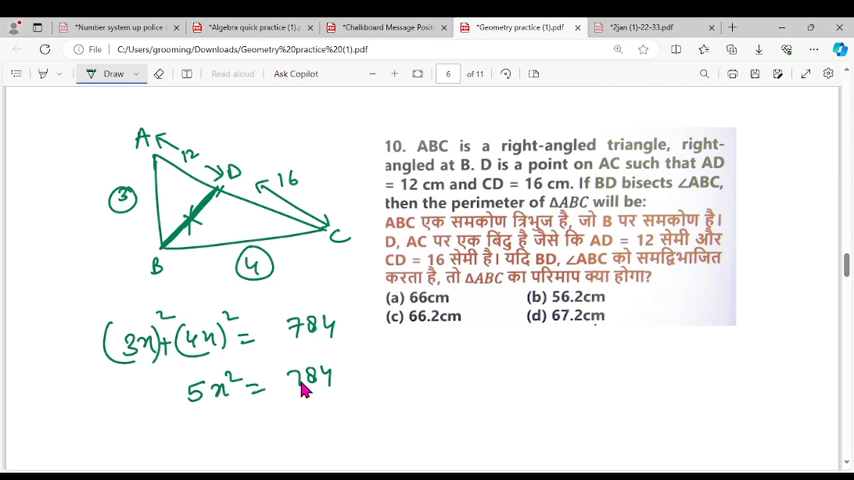 *Number system up police c
*Algebra quick practice (1).p
*Chalkboard Message Positi
*Geometry practice (1).pdf
*2jan (1)-22-33.pdf
File
C:/Users/grooming/Downloads/Geometry%20practice%20(1).pdf
Draw
Read aloud
Ask Copilot
6
of 11
A
12
D
16
3
B
4
C
(3x)²+(4x)² = 784
5x² = 784
10. ABC is a right-angled triangle, right-
angled at B. D is a point on AC such that AD
= 12 cm and CD = 16 cm. If BD bisects ∠ABC,
then the perimeter of ΔABC will be:
ABC एक समकोण त्रिभुज है, जो B पर समकोण है।
D, AC पर एक बिंदु है जैसे कि AD = 12 सेमी और
CD = 16 सेमी है। यदि BD, ∠ABC को समद्विभाजित
करता है, तो ΔABC का परिमाप क्या होगा?
(a) 66cm (b) 56.2cm
(c) 66.2cm (d) 67.2cm